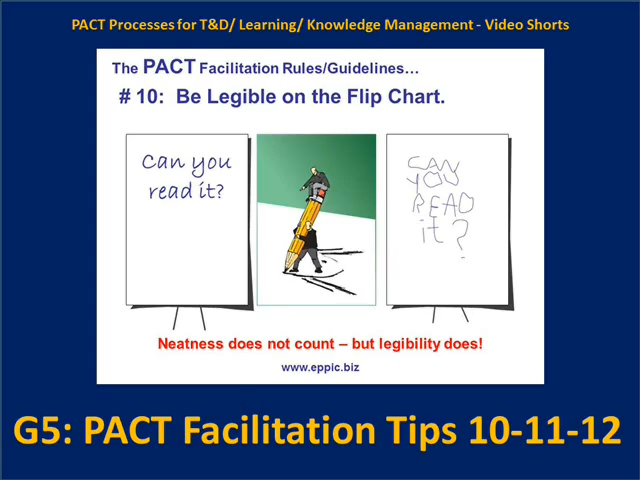 PACT Processes for T&D/ Learning/ Knowledge Management - Video Shorts
The PACT Facilitation Rules/Guidelines...
# 10: Be Legible on the Flip Chart.
Can you
read it?
CAN
YOU
READ
it?
Neatness does not count – but legibility does!
www.eppic.biz
G5: PACT Facilitation Tips 10-11-12